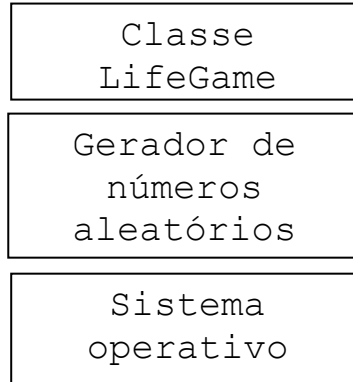 Classe
LifeGame
Gerador de
números
aleatórios
Sistema
operativo